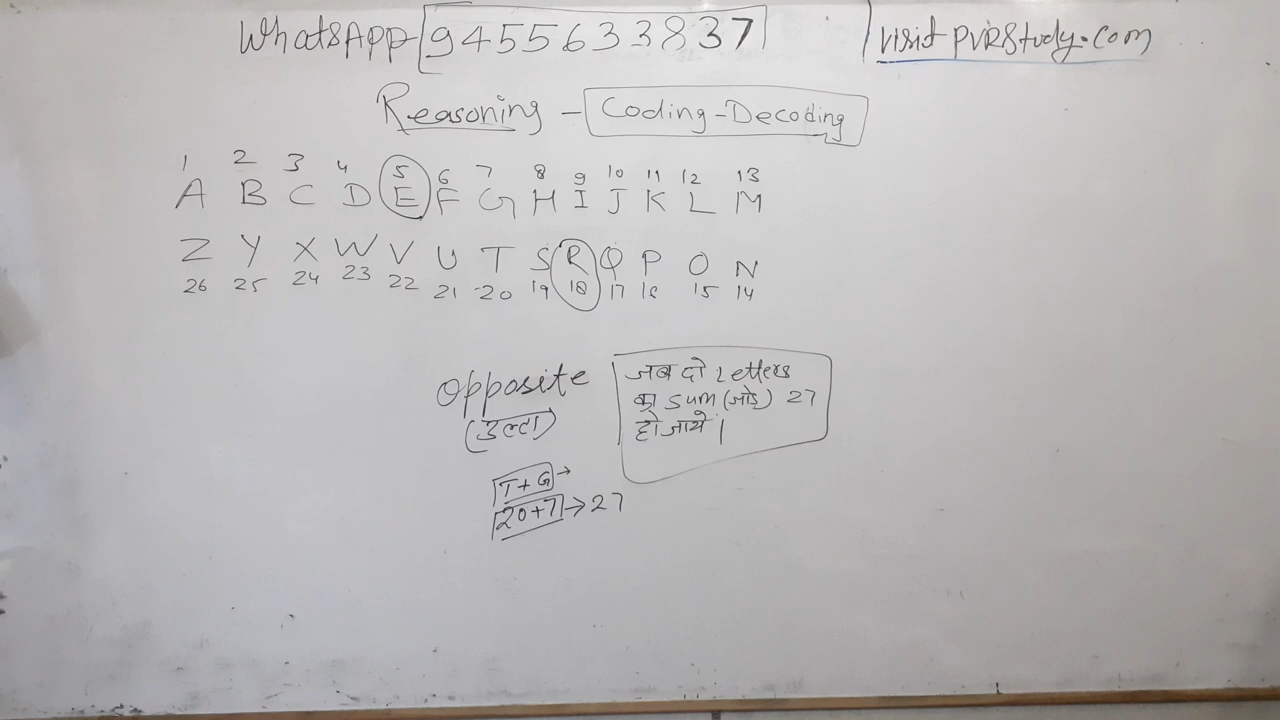 WhatsApp-9455633837
visit PVRStudy.com
Reasoning - Coding-Decoding
1 2 3 4 5 6 7 8 9 10 11 12 13
A B C D E F G H I J K L M
Z Y X W V U T S R Q P O N
26 25 24 23 22 21 20 19 18 17 16 15 14
opposite
(उल्टा)
जब दो Letters
का sum (जोड़) 27
हो जाये।
T+G→
20+7→27